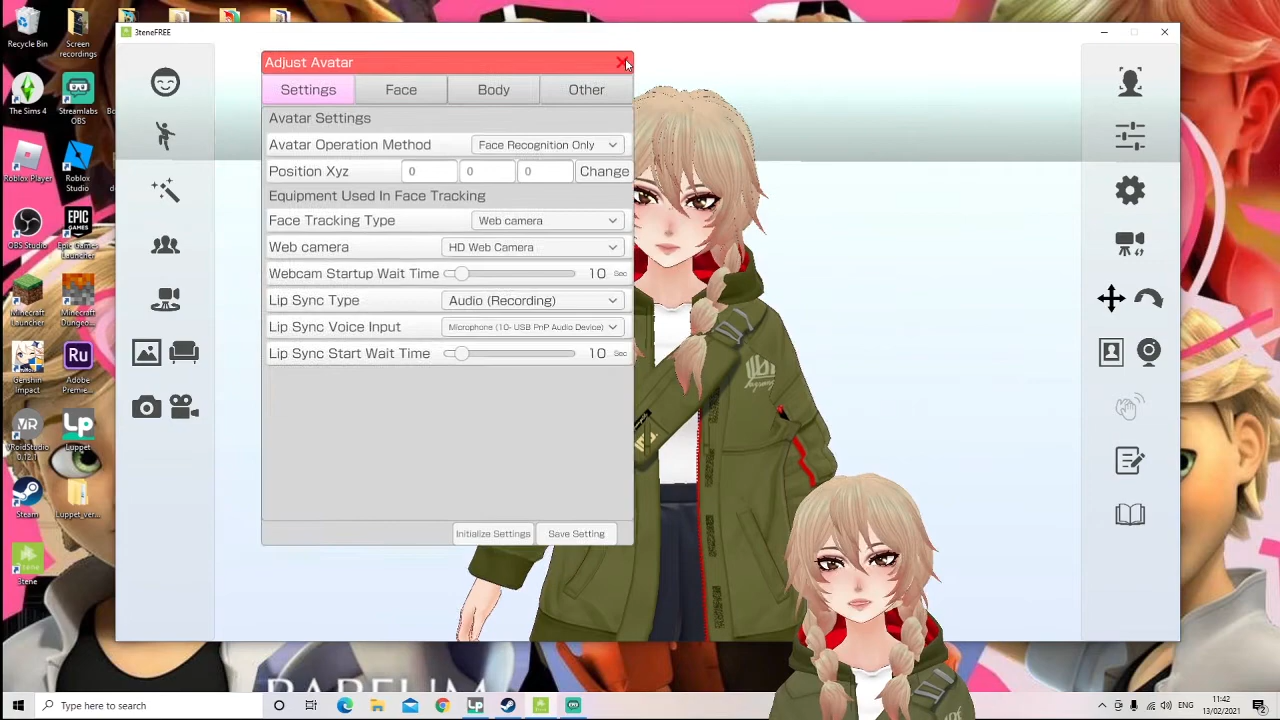 3teneFREE
Recycle Bin
Screen recordings
The Sims 4
Streamlabs OBS
Roblox Player
Roblox Studio
OBS Studio
Epic Games Launcher
Minecraft Launcher
Minecraft Dungeo...
Genshin Impact
Adobe Premie...
VRoidStudio 0.12.1
Luppet
Steam
Luppet_ver...
3tene
Adjust Avatar
Settings
Face
Body
Other
Avatar Settings
Avatar Operation Method
Face Recognition Only
Position Xyz
0
0
0
Change
Equipment Used In Face Tracking
Face Tracking Type
Web camera
Web camera
HD Web Camera
Webcam Startup Wait Time
10
Sec
Lip Sync Type
Audio (Recording)
Lip Sync Voice Input
Microphone (10- USB PnP Audio Device)
Lip Sync Start Wait Time
10
Sec
Initialize Settings
Save Setting
Type here to search
ENG
11:42
13/02/2021